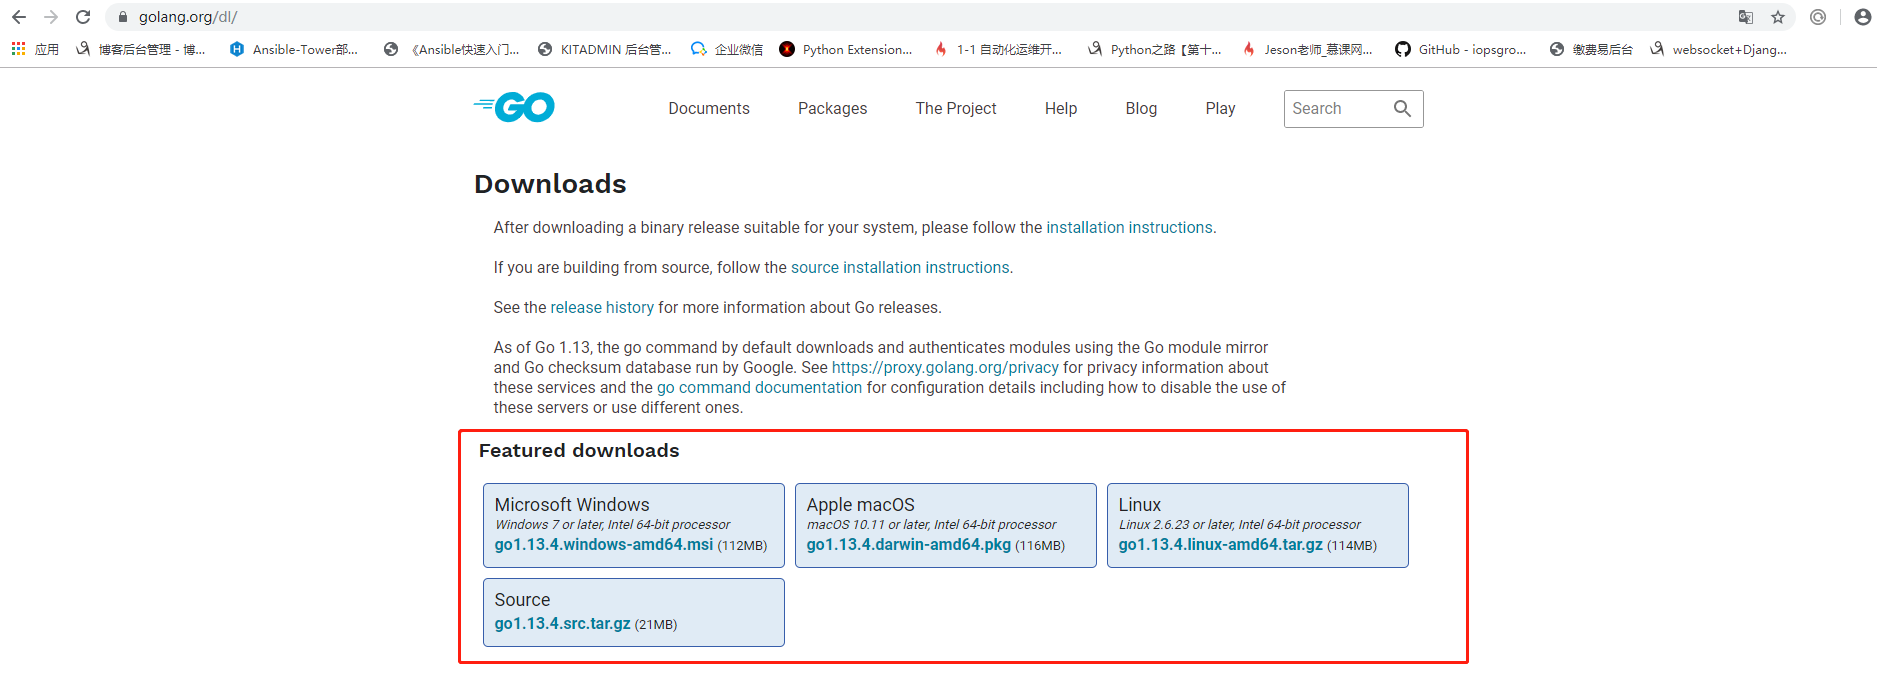 golang.org/dl/
应用 博客后台管理 - 博... Ansible-Tower部... 《Ansible快速入门... KITADMIN 后台管... 企业微信 Python Extension... 1-1 自动化运维开... Python之路【第十... Jeson老师_慕课网... GitHub - iopsgro... 缴费易后台 websocket+Djang...
GO Documents Packages The Project Help Blog Play Search
Downloads
After downloading a binary release suitable for your system, please follow the installation instructions.
If you are building from source, follow the source installation instructions.
See the release history for more information about Go releases.
As of Go 1.13, the go command by default downloads and authenticates modules using the Go module mirror
and Go checksum database run by Google. See https://proxy.golang.org/privacy for privacy information about
these services and the go command documentation for configuration details including how to disable the use of
these servers or use different ones.
Featured downloads
Microsoft Windows
Windows 7 or later, Intel 64-bit processor
go1.13.4.windows-amd64.msi (112MB)
Apple macOS
macOS 10.11 or later, Intel 64-bit processor
go1.13.4.darwin-amd64.pkg (116MB)
Linux
Linux 2.6.23 or later, Intel 64-bit processor
go1.13.4.linux-amd64.tar.gz (114MB)
Source
go1.13.4.src.tar.gz (21MB)